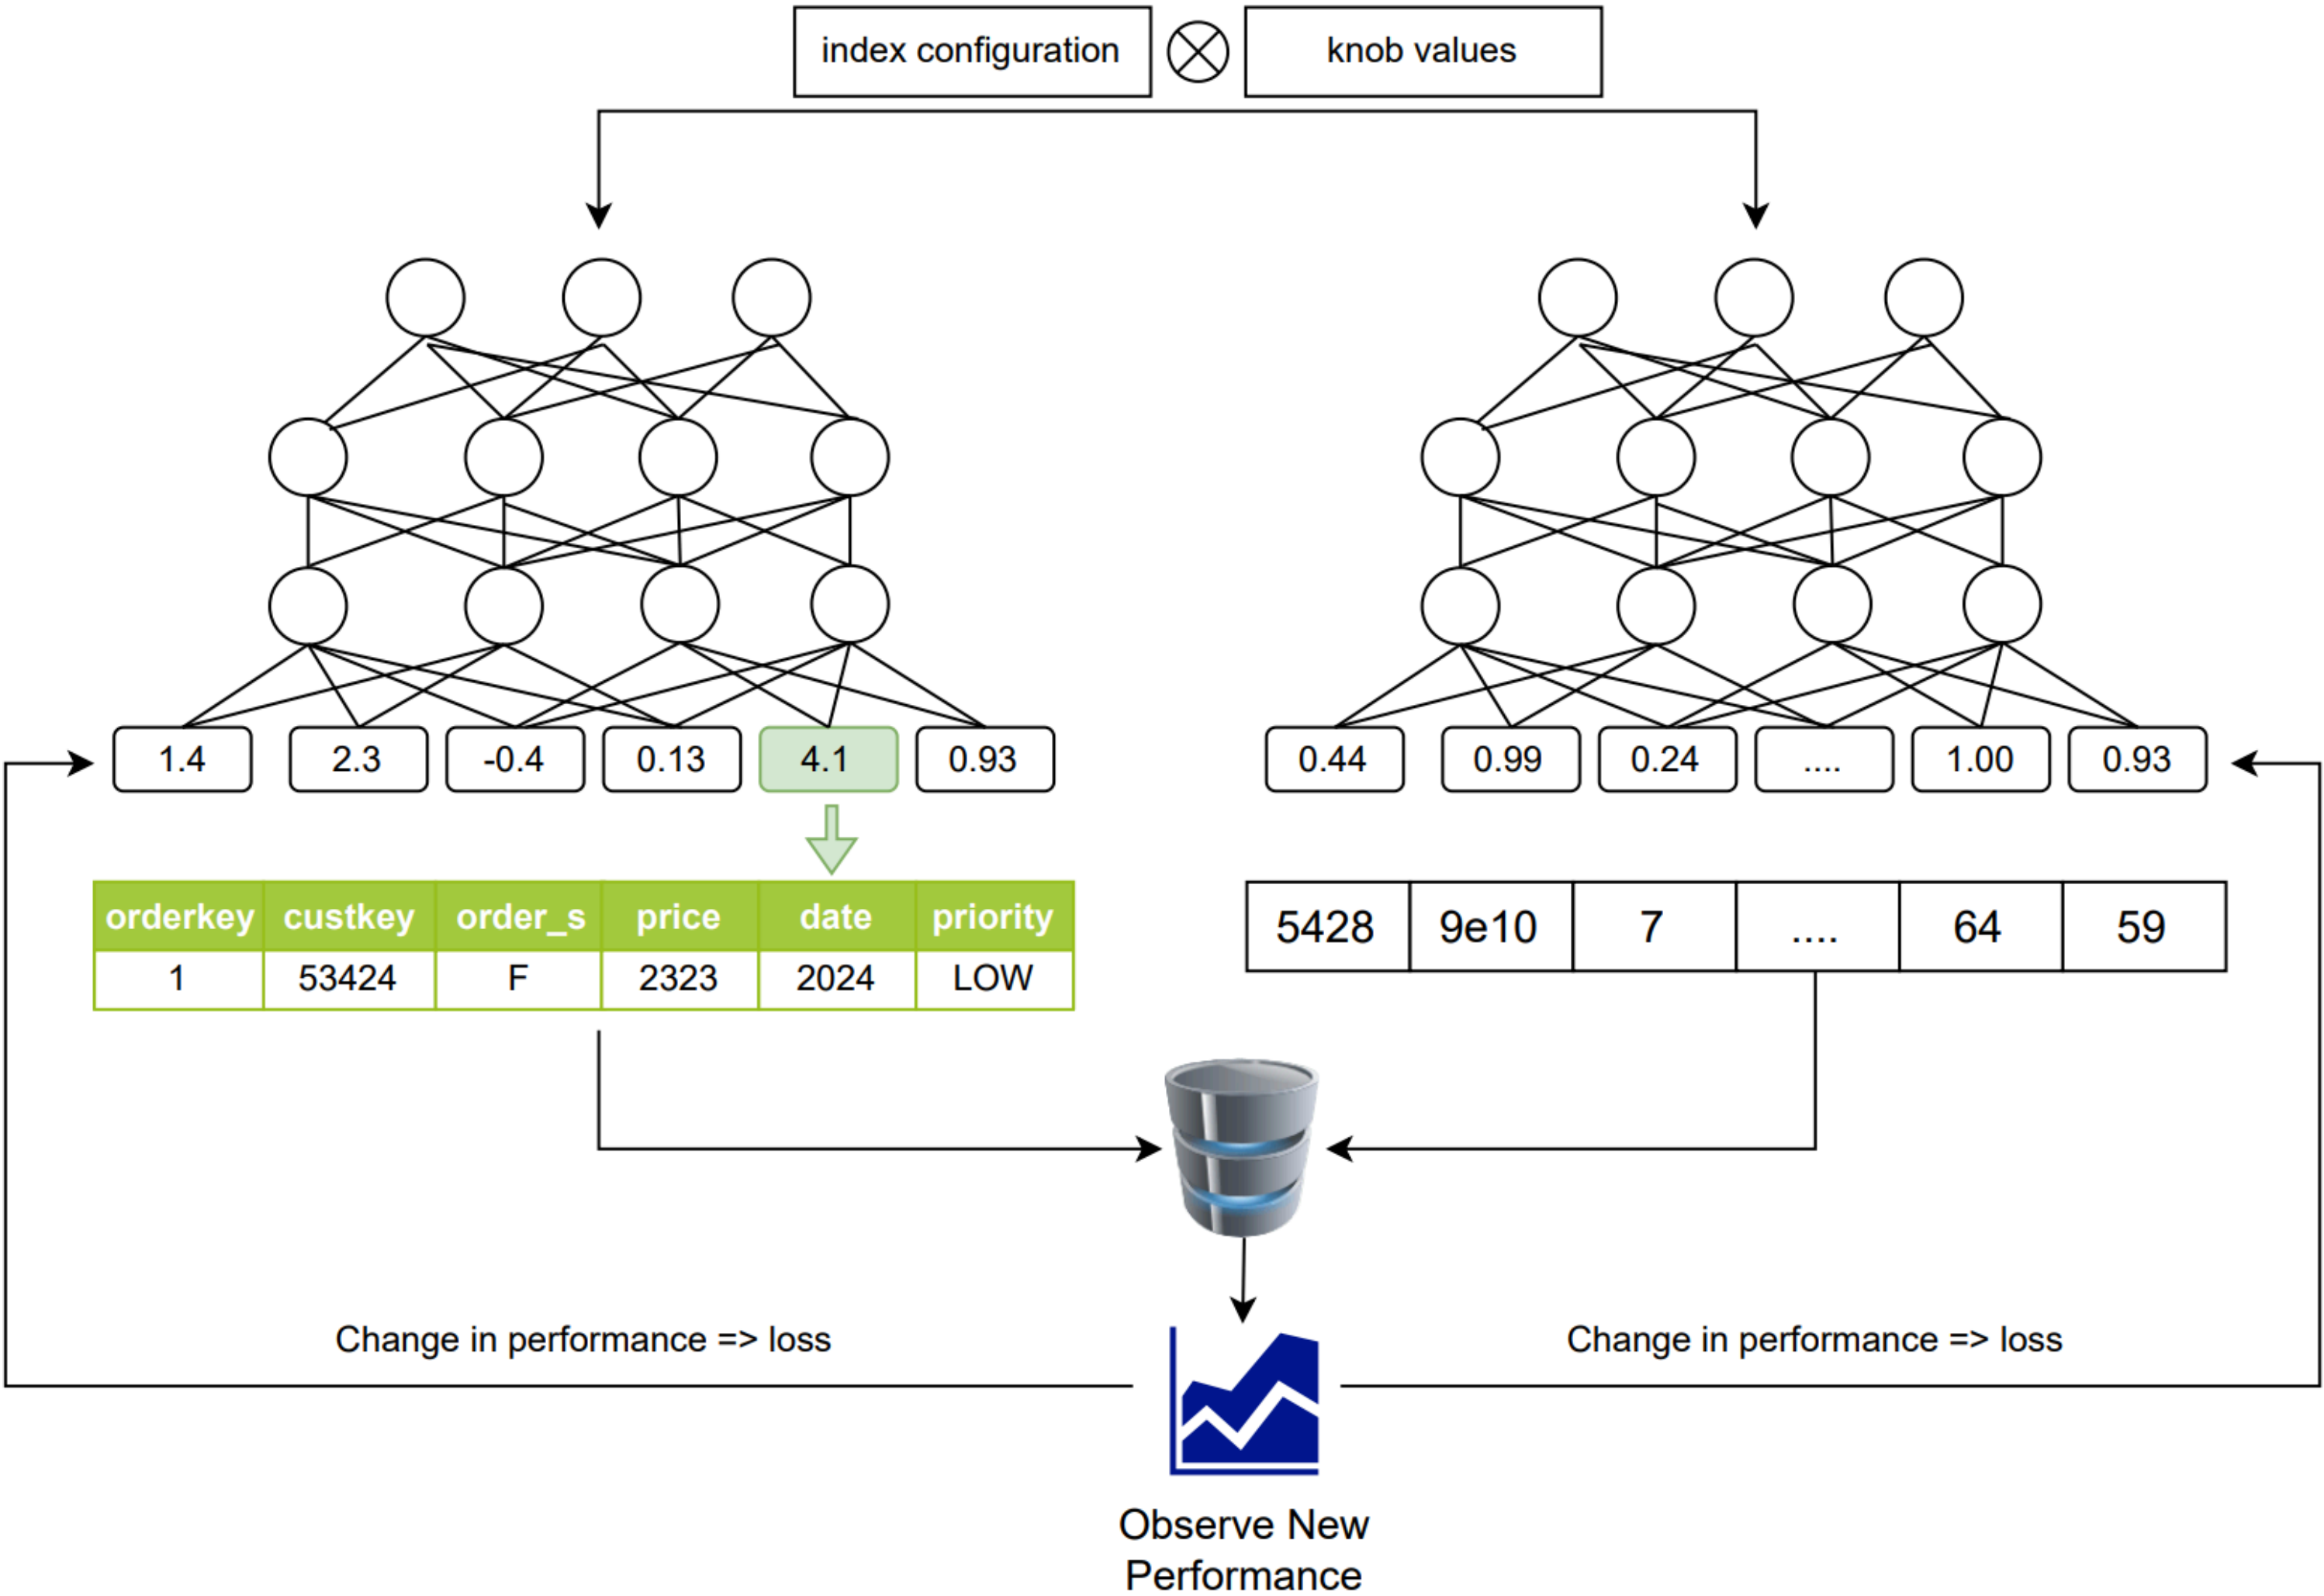 index configuration
knob values
1.4 2.3 -0.4 0.13 4.1 0.93
0.44 0.99 0.24 .... 1.00 0.93
orderkey custkey order_s price date priority
1 53424 F 2323 2024 LOW
5428 9e10 7 .... 64 59
Change in performance => loss
Change in performance => loss
Observe New
Performance